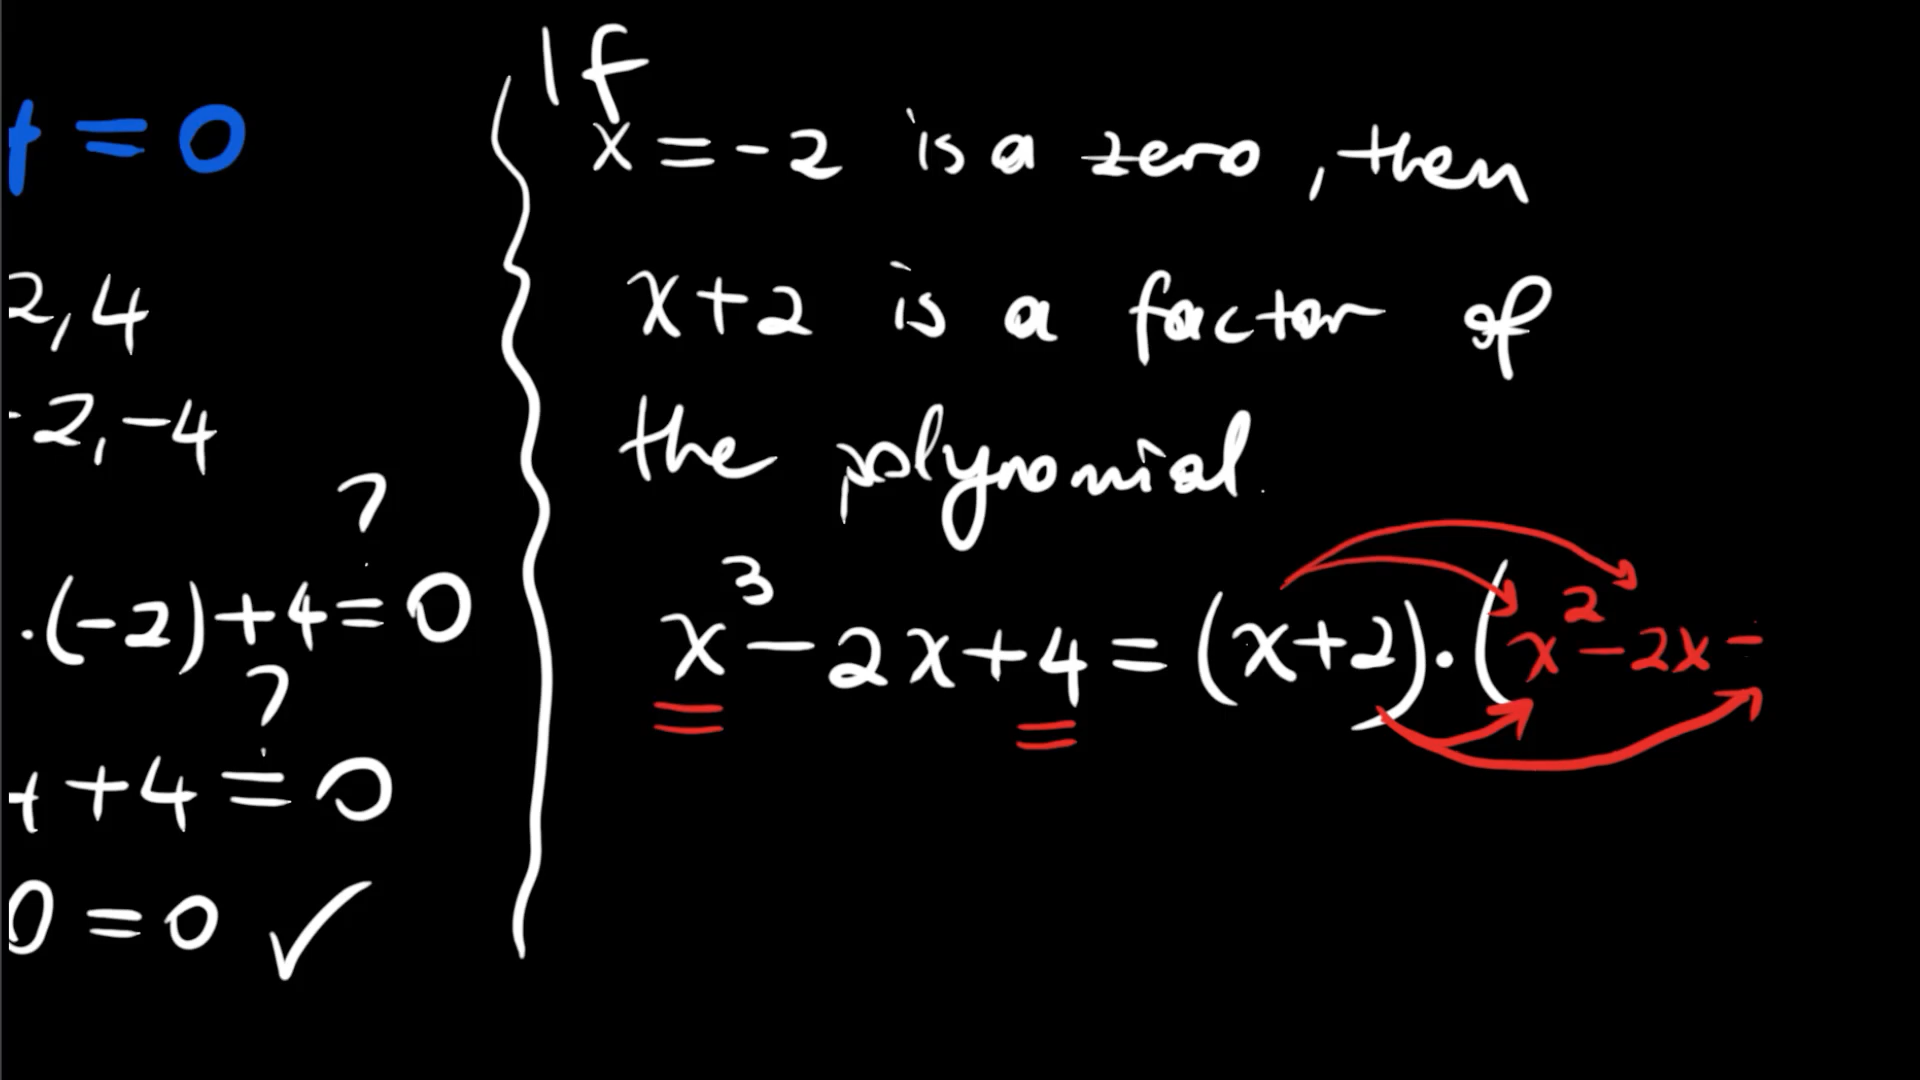 = 0
2, 4
-2, -4
?
·(-2)+4=0
?
+4=0
0=0 ✓
If
x=-2 is a zero, then
x+2 is a factor of
the polynomial.
x³-2x+4=(x+2)·(x²-2x